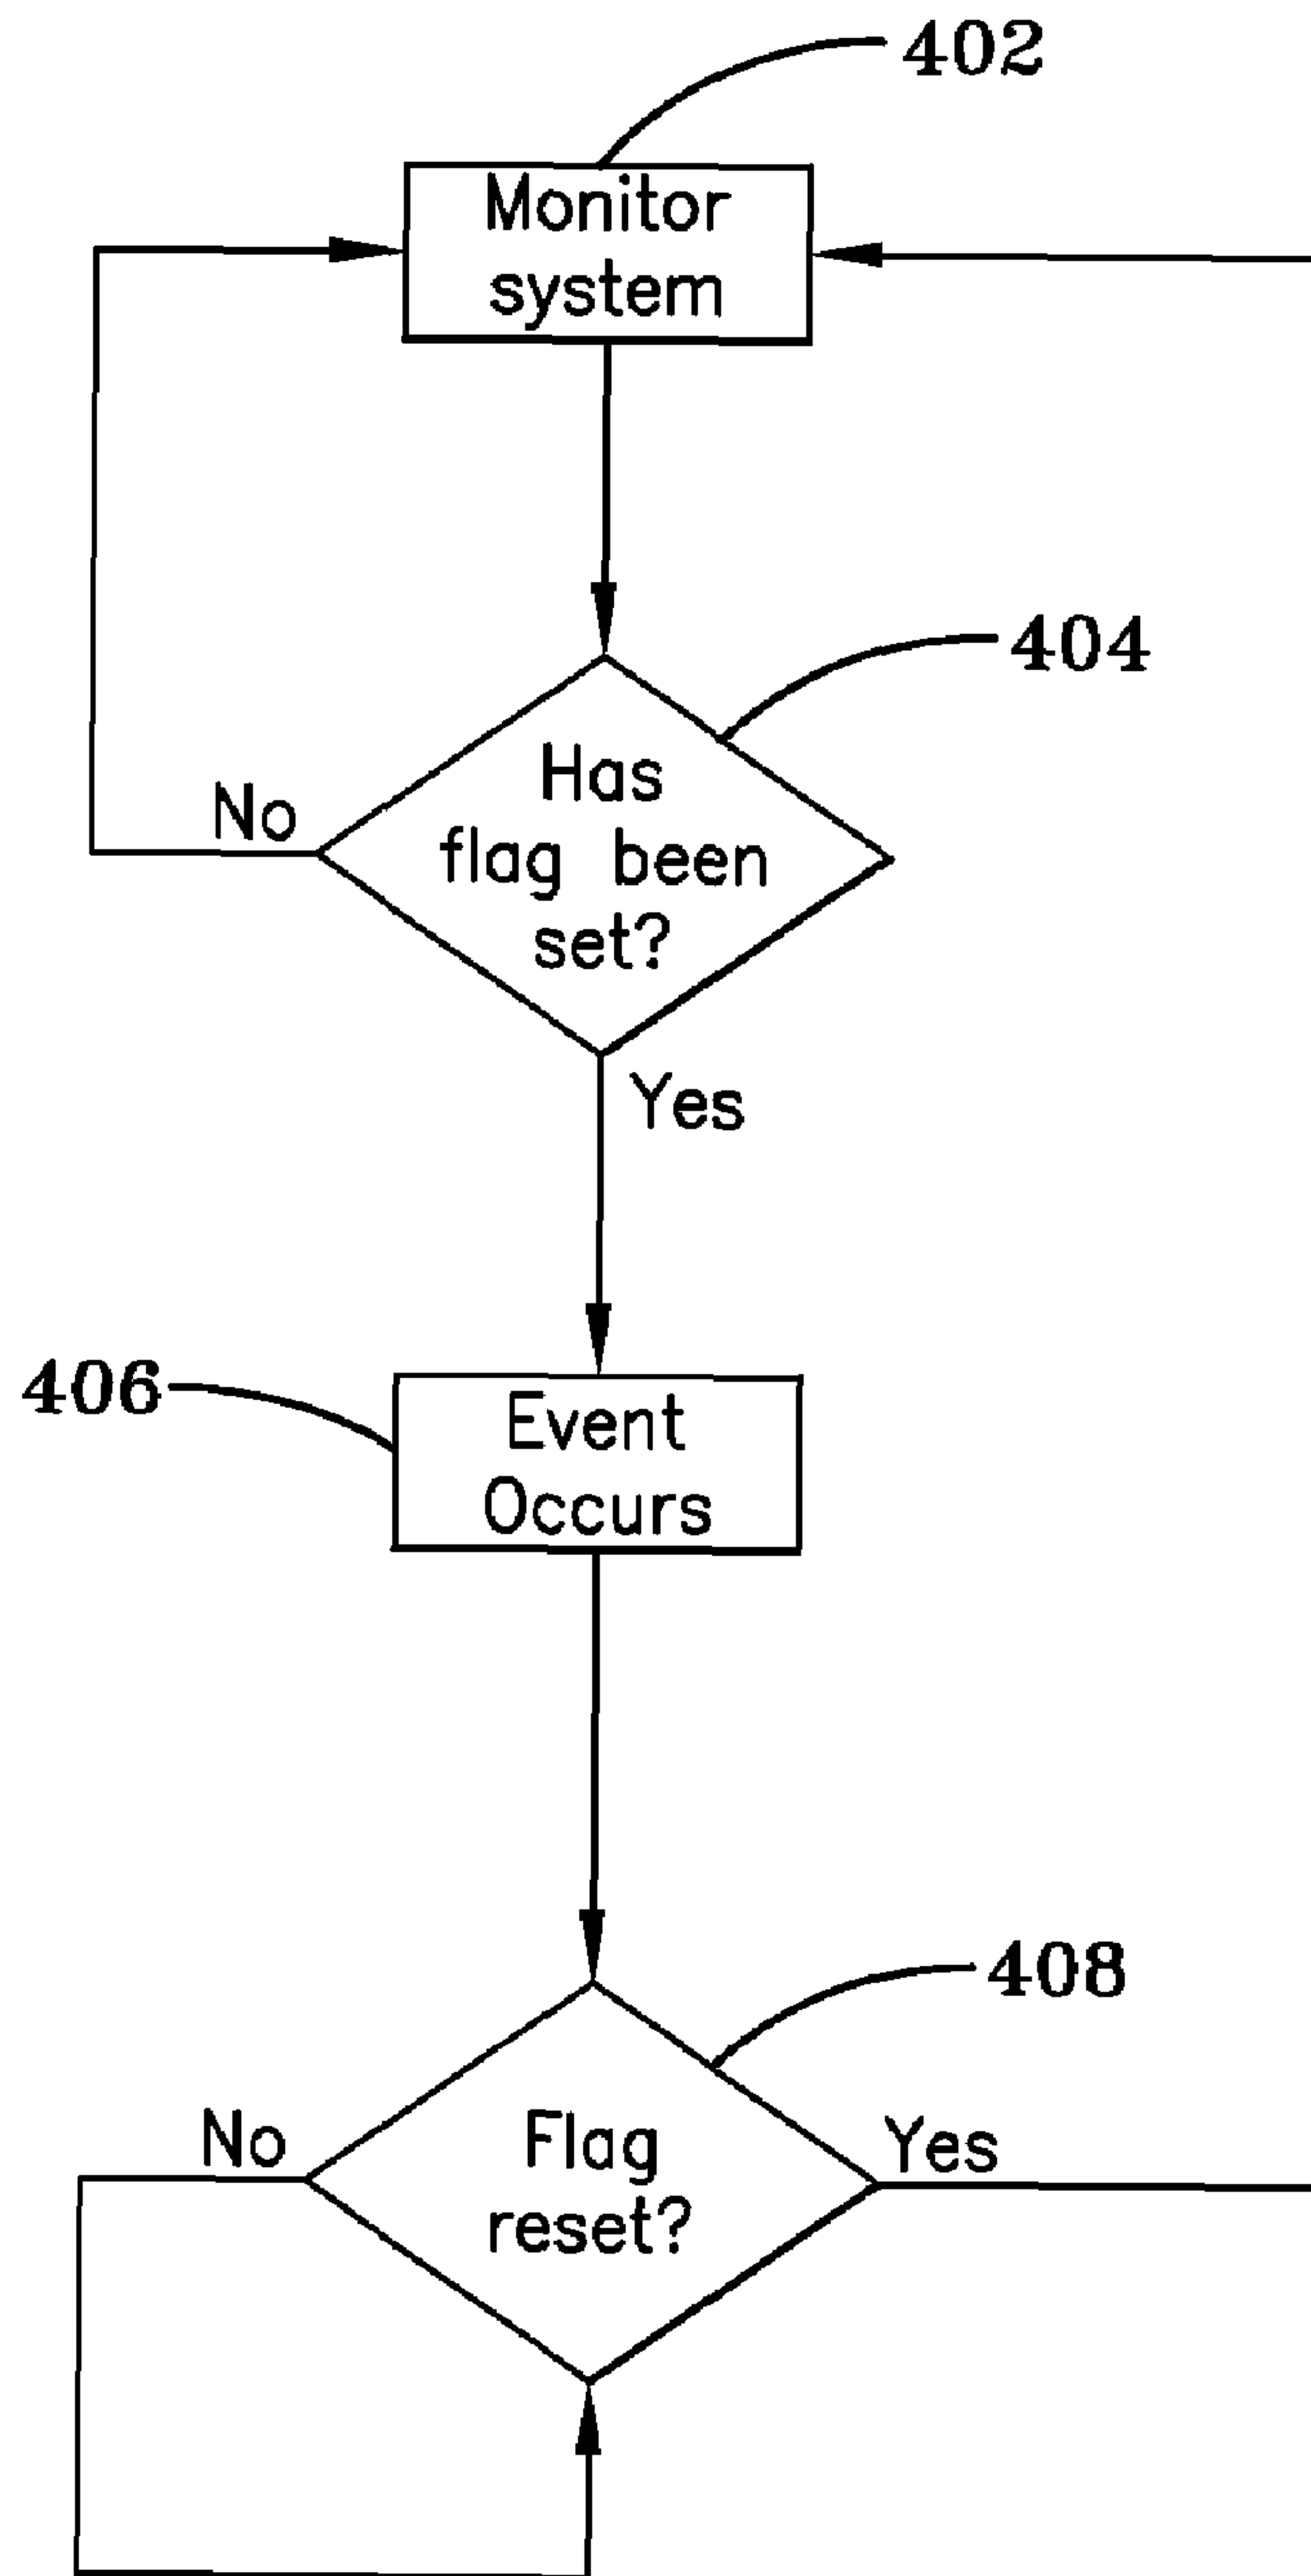 402
Monitor
system
404
Has
flag been
set?
No
Yes
406
Event
Occurs
408
No
Flag
reset?
Yes